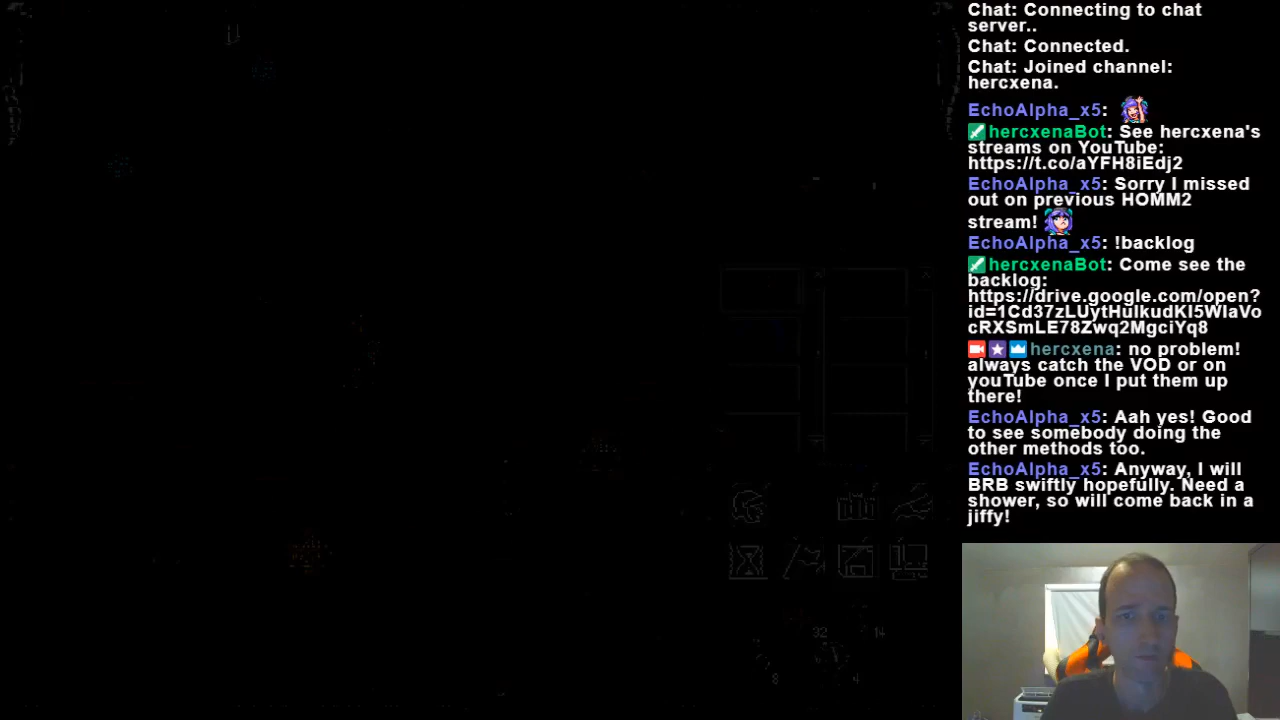 Chat: Connecting to chat
server..
Chat: Connected.
Chat: Joined channel:
hercxena.
EchoAlpha_x5:
hercxenaBot: See hercxena's
streams on YouTube:
https://t.co/aYFH8iEdj2
EchoAlpha_x5: Sorry I missed
out on previous HOMM2
stream!
EchoAlpha_x5: !backlog
hercxenaBot: Come see the
backlog:
https://drive.google.com/open?
id=1Cd37zLUytHulkudKI5WlaVo
cRXSmLE78Zwq2MgciYq8
hercxena: no problem!
always catch the VOD or on
youTube once I put them up
there!
EchoAlpha_x5: Aah yes! Good
to see somebody doing the
other methods too.
EchoAlpha_x5: Anyway, I will
BRB swiftly hopefully. Need a
shower, so will come back in a
jiffy!
32 14
8 4